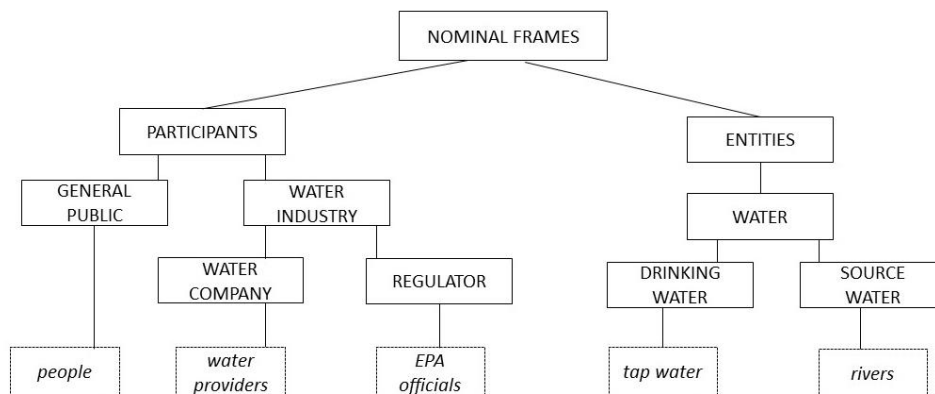 NOMINAL FRAMES
PARTICIPANTS
ENTITIES
GENERAL
PUBLIC
WATER
INDUSTRY
WATER
WATER
COMPANY
REGULATOR
DRINKING
WATER
SOURCE
WATER
people
water
providers
EPA
officials
tap water
rivers